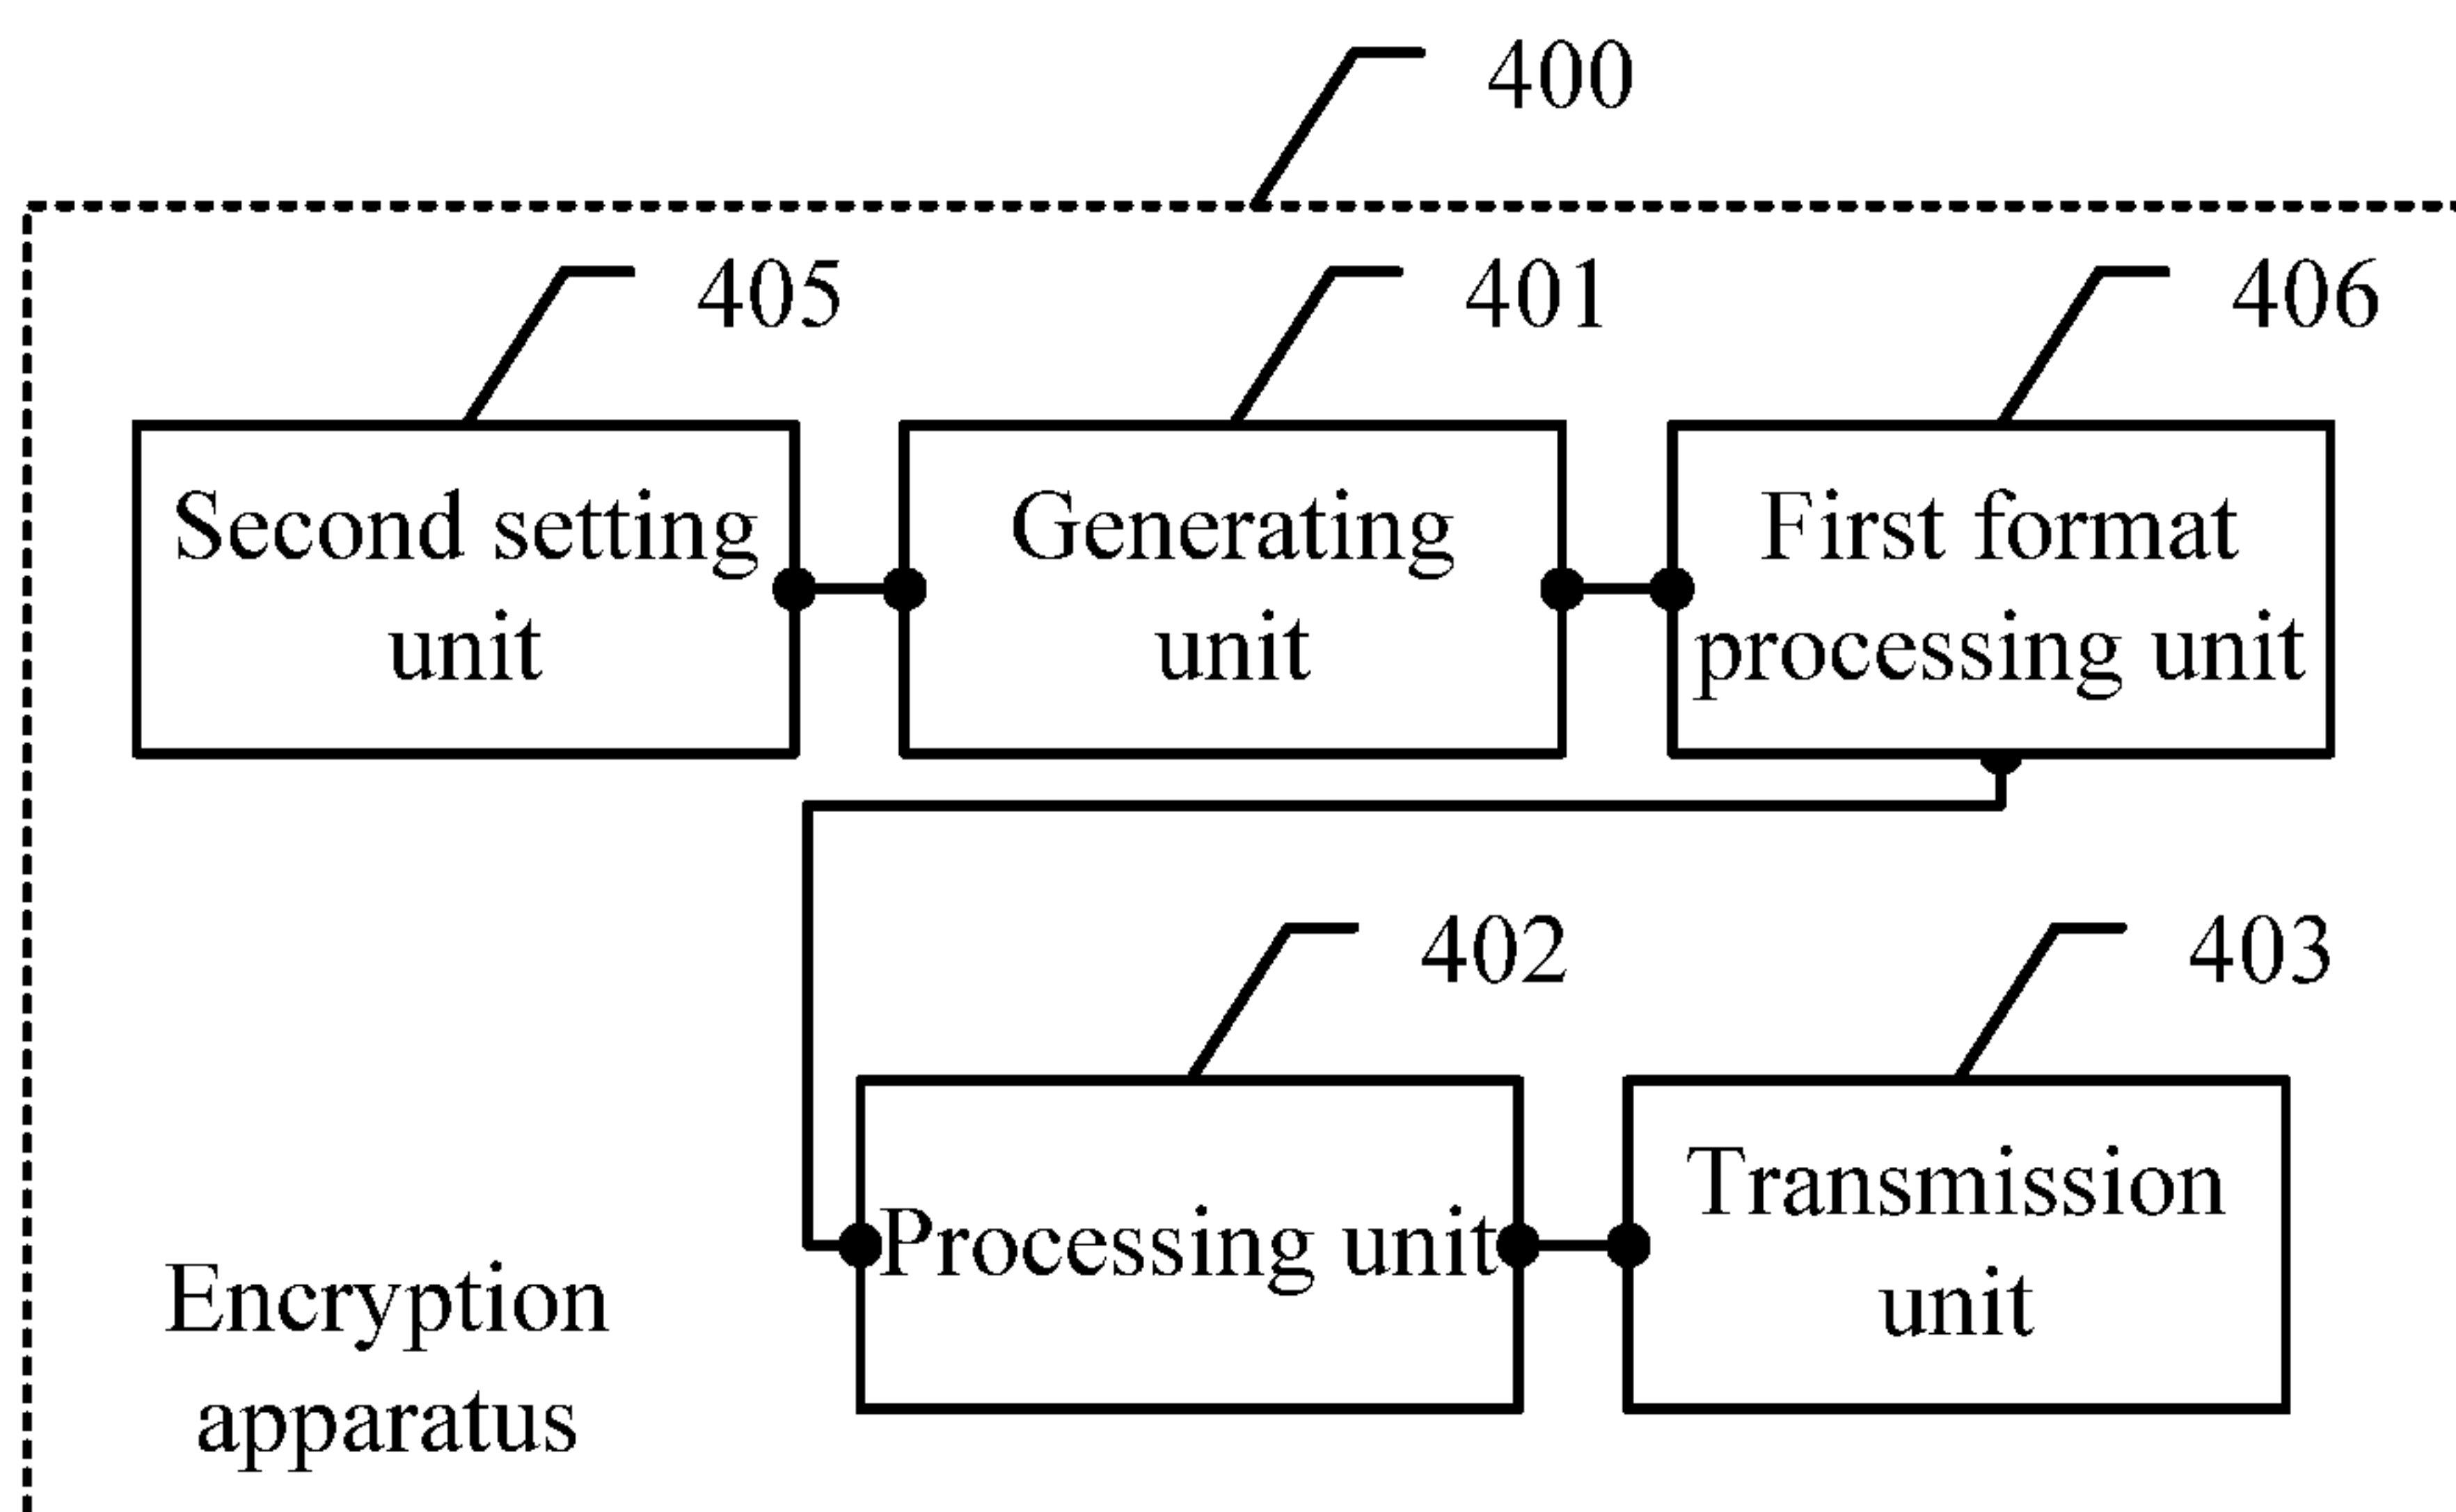 400
405
401
406
Second setting
unit
Generating
unit
First format
processing unit
402
403
Processing unit
Transmission
unit
Encryption
apparatus